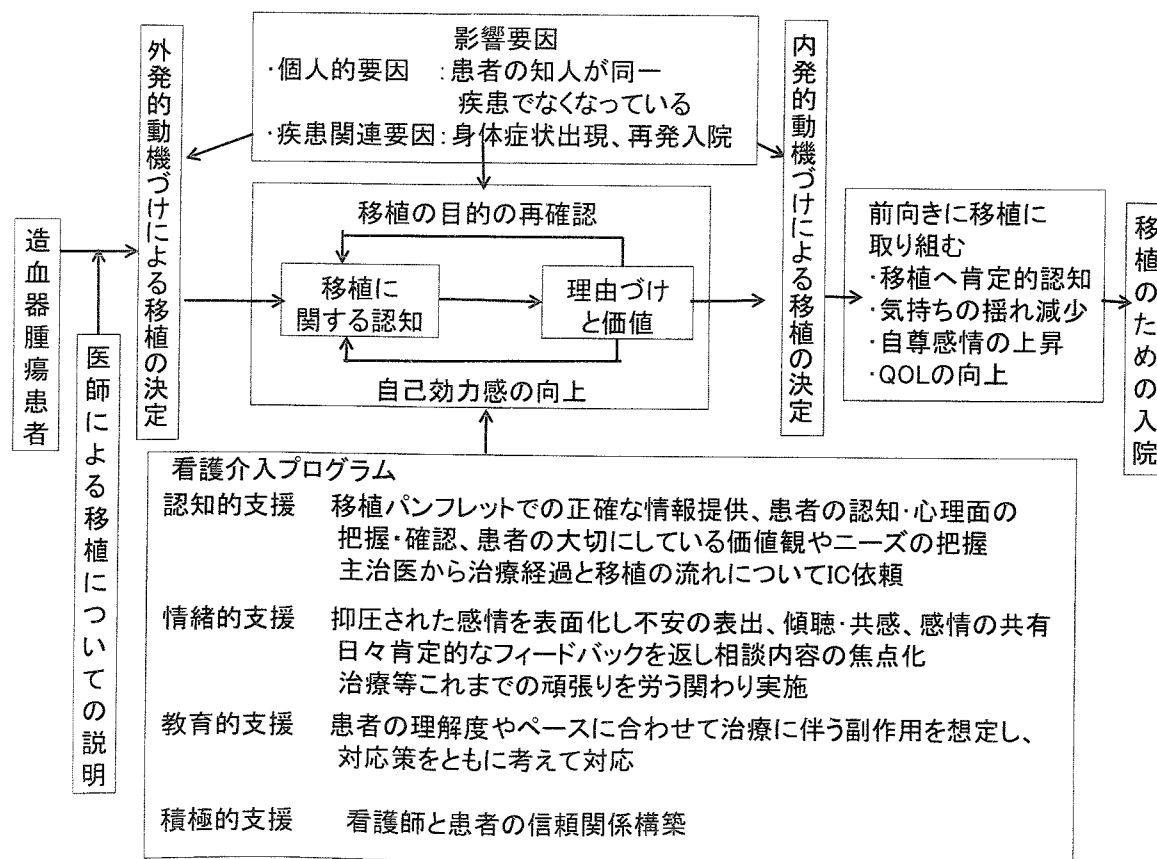 造血器腫瘍患者
医師による移植についての説明
外発的動機づけによる移植の決定
影響要因
・個人的要因　：患者の知人が同一
疾患でなくなっている
・疾患関連要因：身体症状出現、再発入院
移植の目的の再確認
移植に
関する認知
理由づけ
と価値
自己効力感の向上
内発的動機づけによる移植の決定
前向きに移植に
取り組む
・移植へ肯定的認知
・気持ちの揺れ減少
・自尊感情の上昇
・QOLの向上
移植のための入院
看護介入プログラム
認知的支援　移植パンフレットでの正確な情報提供、患者の認知・心理面の
把握・確認、患者の大切にしている価値観やニーズの把握
主治医から治療経過と移植の流れについてIC依頼
情緒的支援　抑圧された感情を表面化し不安の表出、傾聴・共感、感情の共有
日々肯定的なフィードバックを返し相談内容の焦点化
治療等これまでの頑張りを労う関わり実施
教育的支援　患者の理解度やペースに合わせて治療に伴う副作用を想定し、
対応策をともに考えて対応
積極的支援　看護師と患者の信頼関係構築